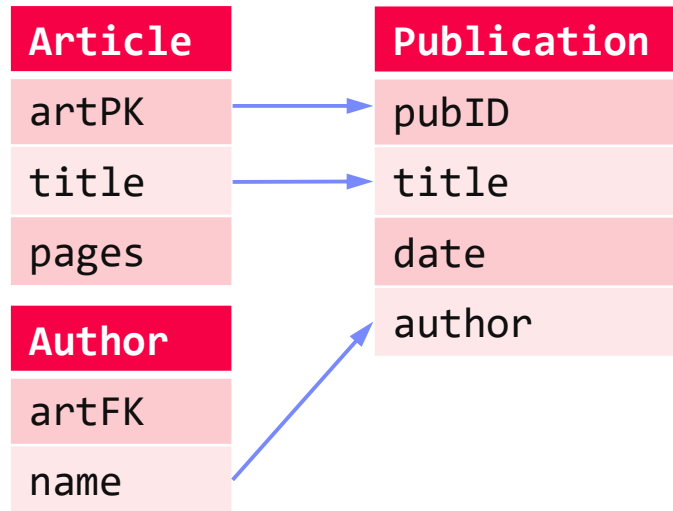 Article
artPK
title
pages
Author
artFK
name
Publication
pubID
title
date
author